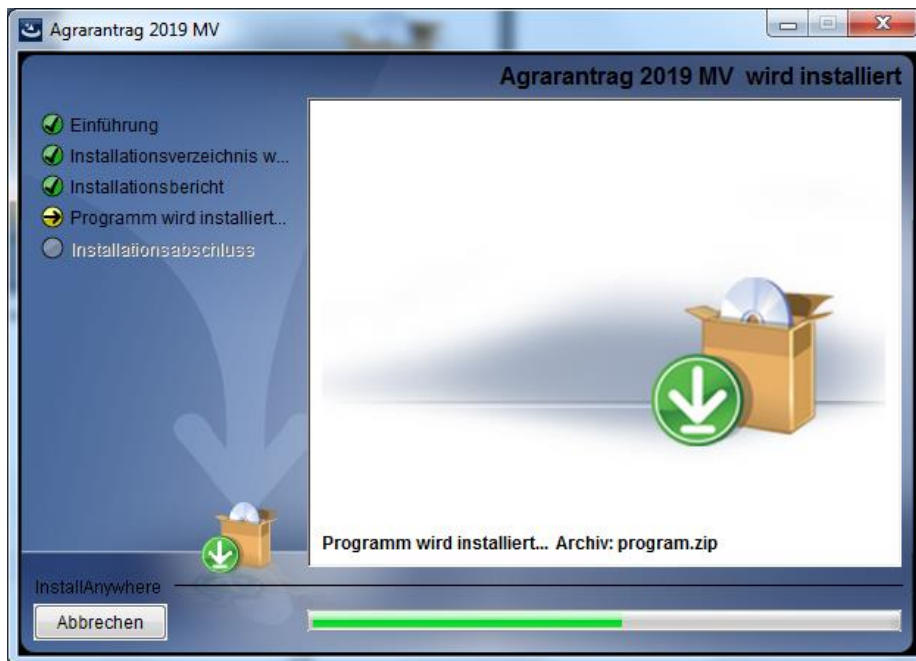 Agrarantrag 2019 MV
Agrarantrag 2019 MV wird installiert
Einführung
Installationsverzeichnis w...
Installationsbericht
Programm wird installiert...
Installationsabschluss
Programm wird installiert... Archiv: program.zip
InstallAnywhere
Abbrechen